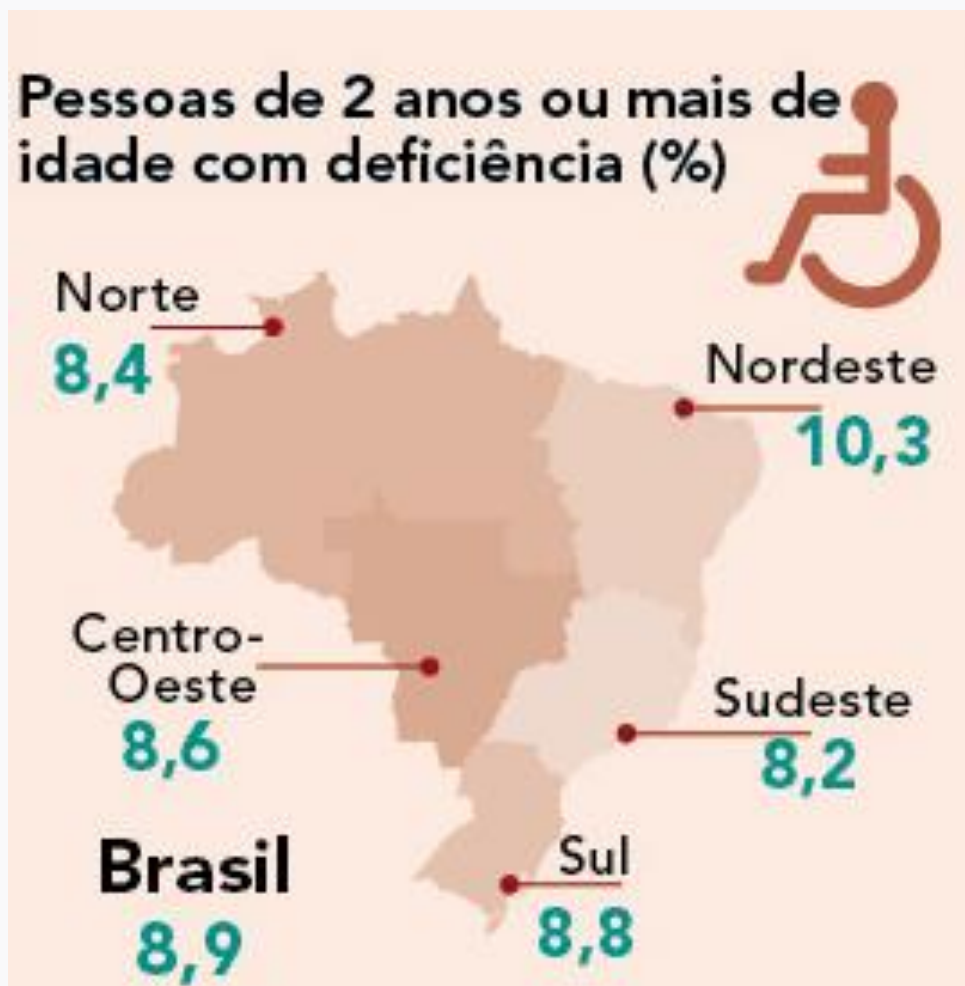 Pessoas de 2 anos ou mais de
idade com deficiência (%)
Norte
8,4
Nordeste
10,3
Centro-
Oeste
8,6
Sudeste
8,2
Brasil
8,9
Sul
8,8